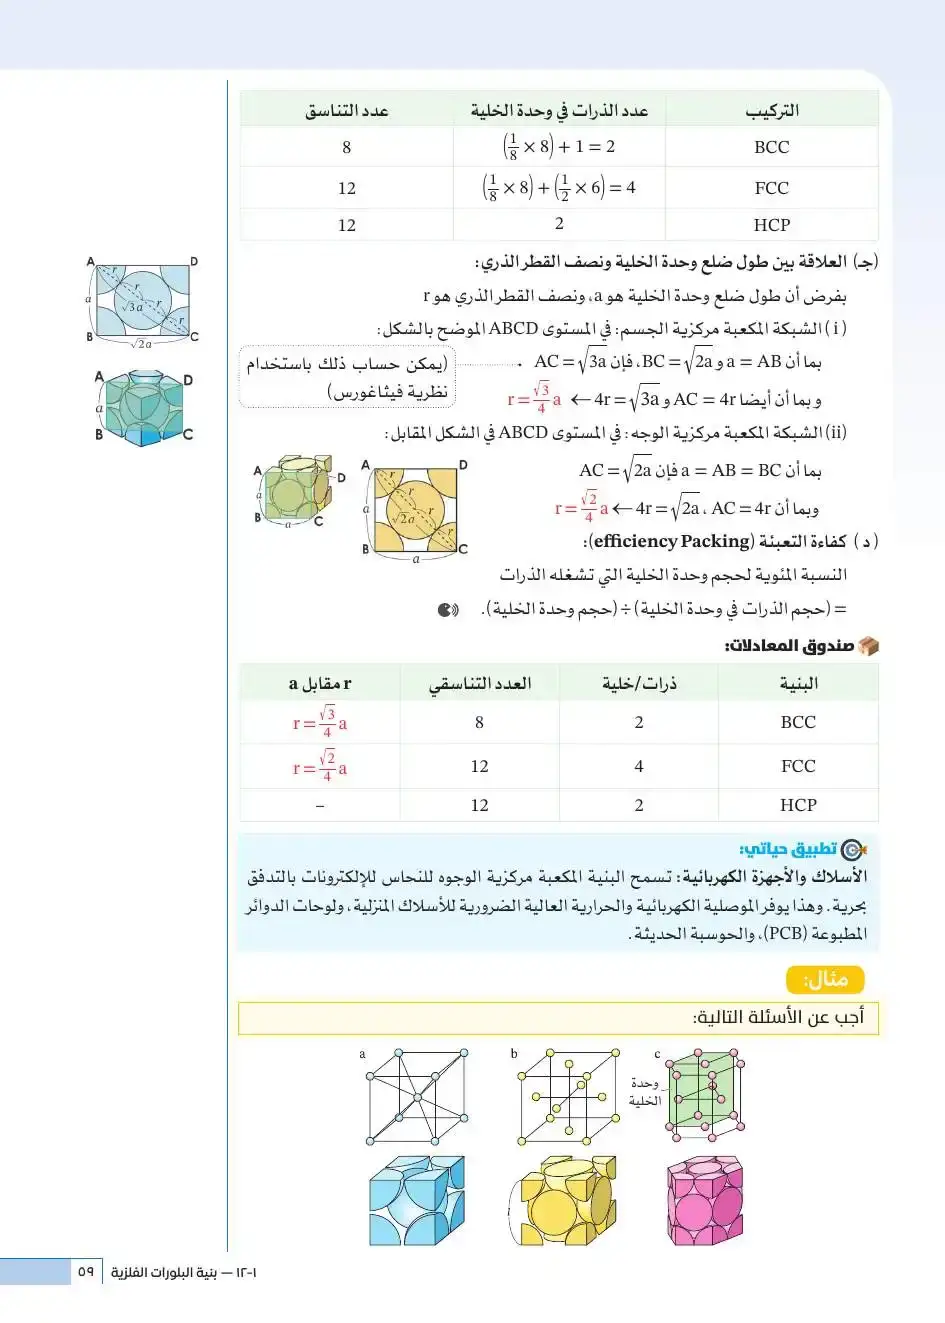 التركيب	عدد الذرات في وحدة الخلية	عدد التناسق
BCC	(1/8 × 8) + 1 = 2	8
FCC	(1/8 × 8) + (1/2 × 6) = 4	12
HCP	2	12
(جـ) العلاقة بين طول ضلع وحدة الخلية ونصف القطر الذري:
بفرض أن طول ضلع وحدة الخلية هو a، ونصف القطر الذري هو r
(i) الشبكة المكعبة مركزية الجسم: في المستوى ABCD الموضح بالشكل:
بما أن a = AB و BC = √2a، فإن AC = √3a
(يمكن حساب ذلك باستخدام
نظرية فيثاغورس)
و بما أن أيضا AC = 4r و 4r = √3a ← r = √3/4 a
(ii) الشبكة المكعبة مركزية الوجه: في المستوى ABCD في الشكل المقابل:
بما أن a = AB = BC فإن AC = √2a
وبما أن AC = 4r ، 4r = √2a ← r = √2/4 a
A D
r
r
a √3 a r
r
B √2 a C
A D
a
B C
A D
a
B a C
A D
r
r
a √2 a r
r
B a C
(د) كفاءة التعبئة (efficiency Packing):
النسبة المئوية لحجم وحدة الخلية التي تشغله الذرات
= (حجم الذرات في وحدة الخلية) ÷ (حجم وحدة الخلية).
صندوق المعادلات:
البنية	ذرات/خلية	العدد التناسقي	r مقابل a
BCC	2	8	r = √3/4 a
FCC	4	12	r = √2/4 a
HCP	2	12	–
تطبيق حياتي:
الأسلاك والأجهزة الكهربائية: تسمح البنية المكعبة مركزية الوجوه للنحاس للإلكترونات بالتدفق
بحرية. وهذا يوفر الموصلية الكهربائية والحرارية العالية الضرورية للأسلاك المنزلية، ولوحات الدوائر
المطبوعة (PCB)، والحوسبة الحديثة.
مثال:
أجب عن الأسئلة التالية:
a b c
وحدة
الخلية
١-١٢ — بنية البلورات الفلزية ٥٩